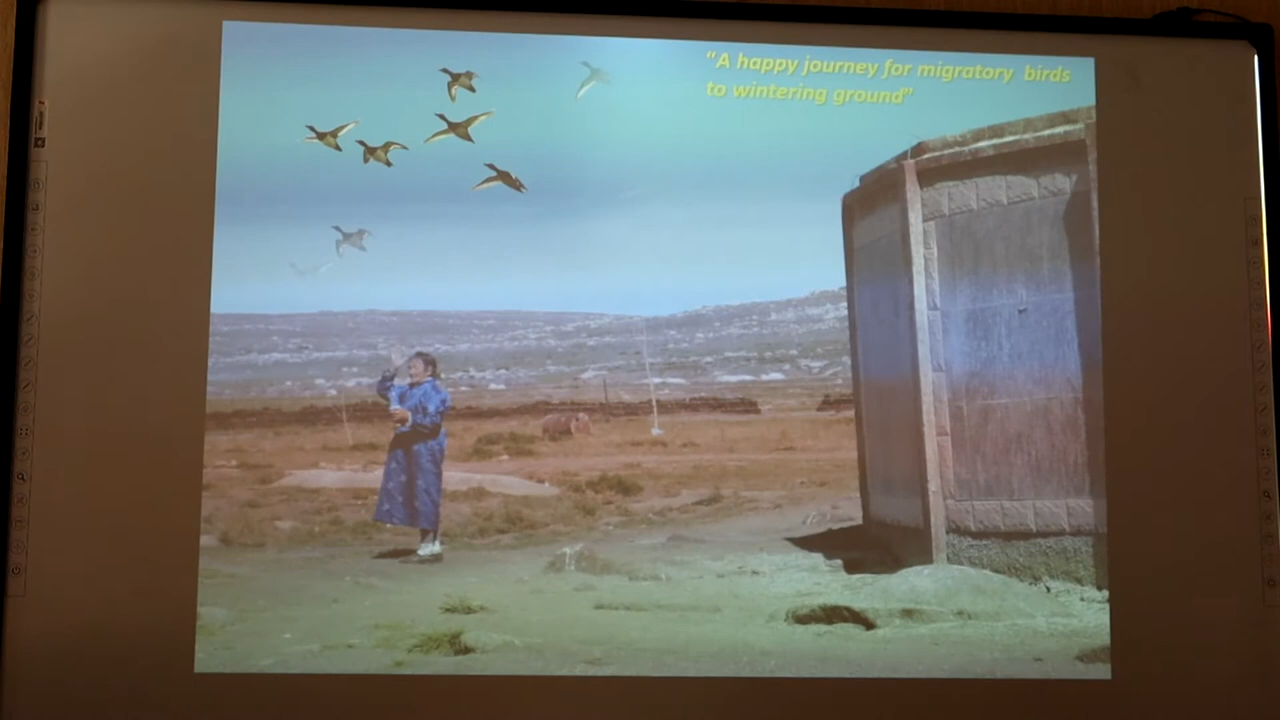 “A happy journey for migratory birds
to wintering ground”